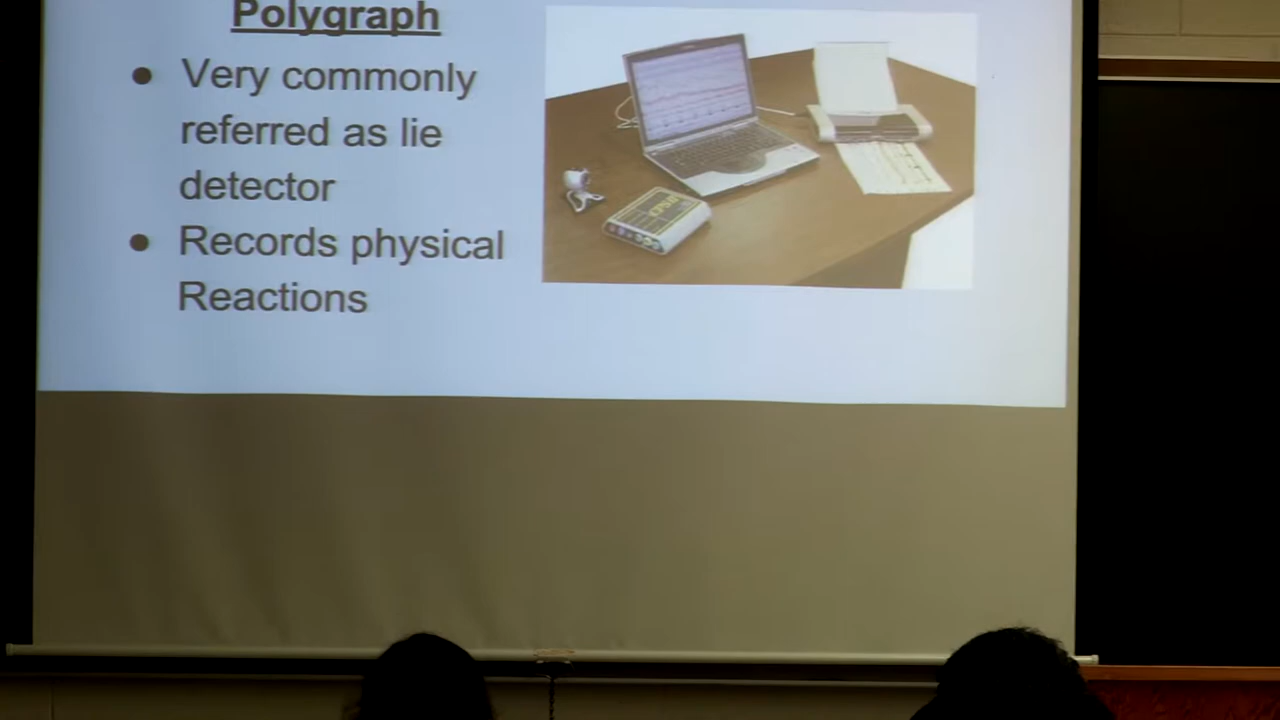 Polygraph
● Very commonly
referred as lie
detector
● Records physical
Reactions